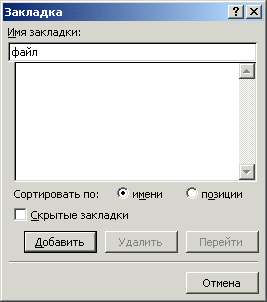 Закладка
Имя закладки:
файл
Сортировать по: имени позиции
Скрытые закладки
Добавить Удалить Перейти
Отмена